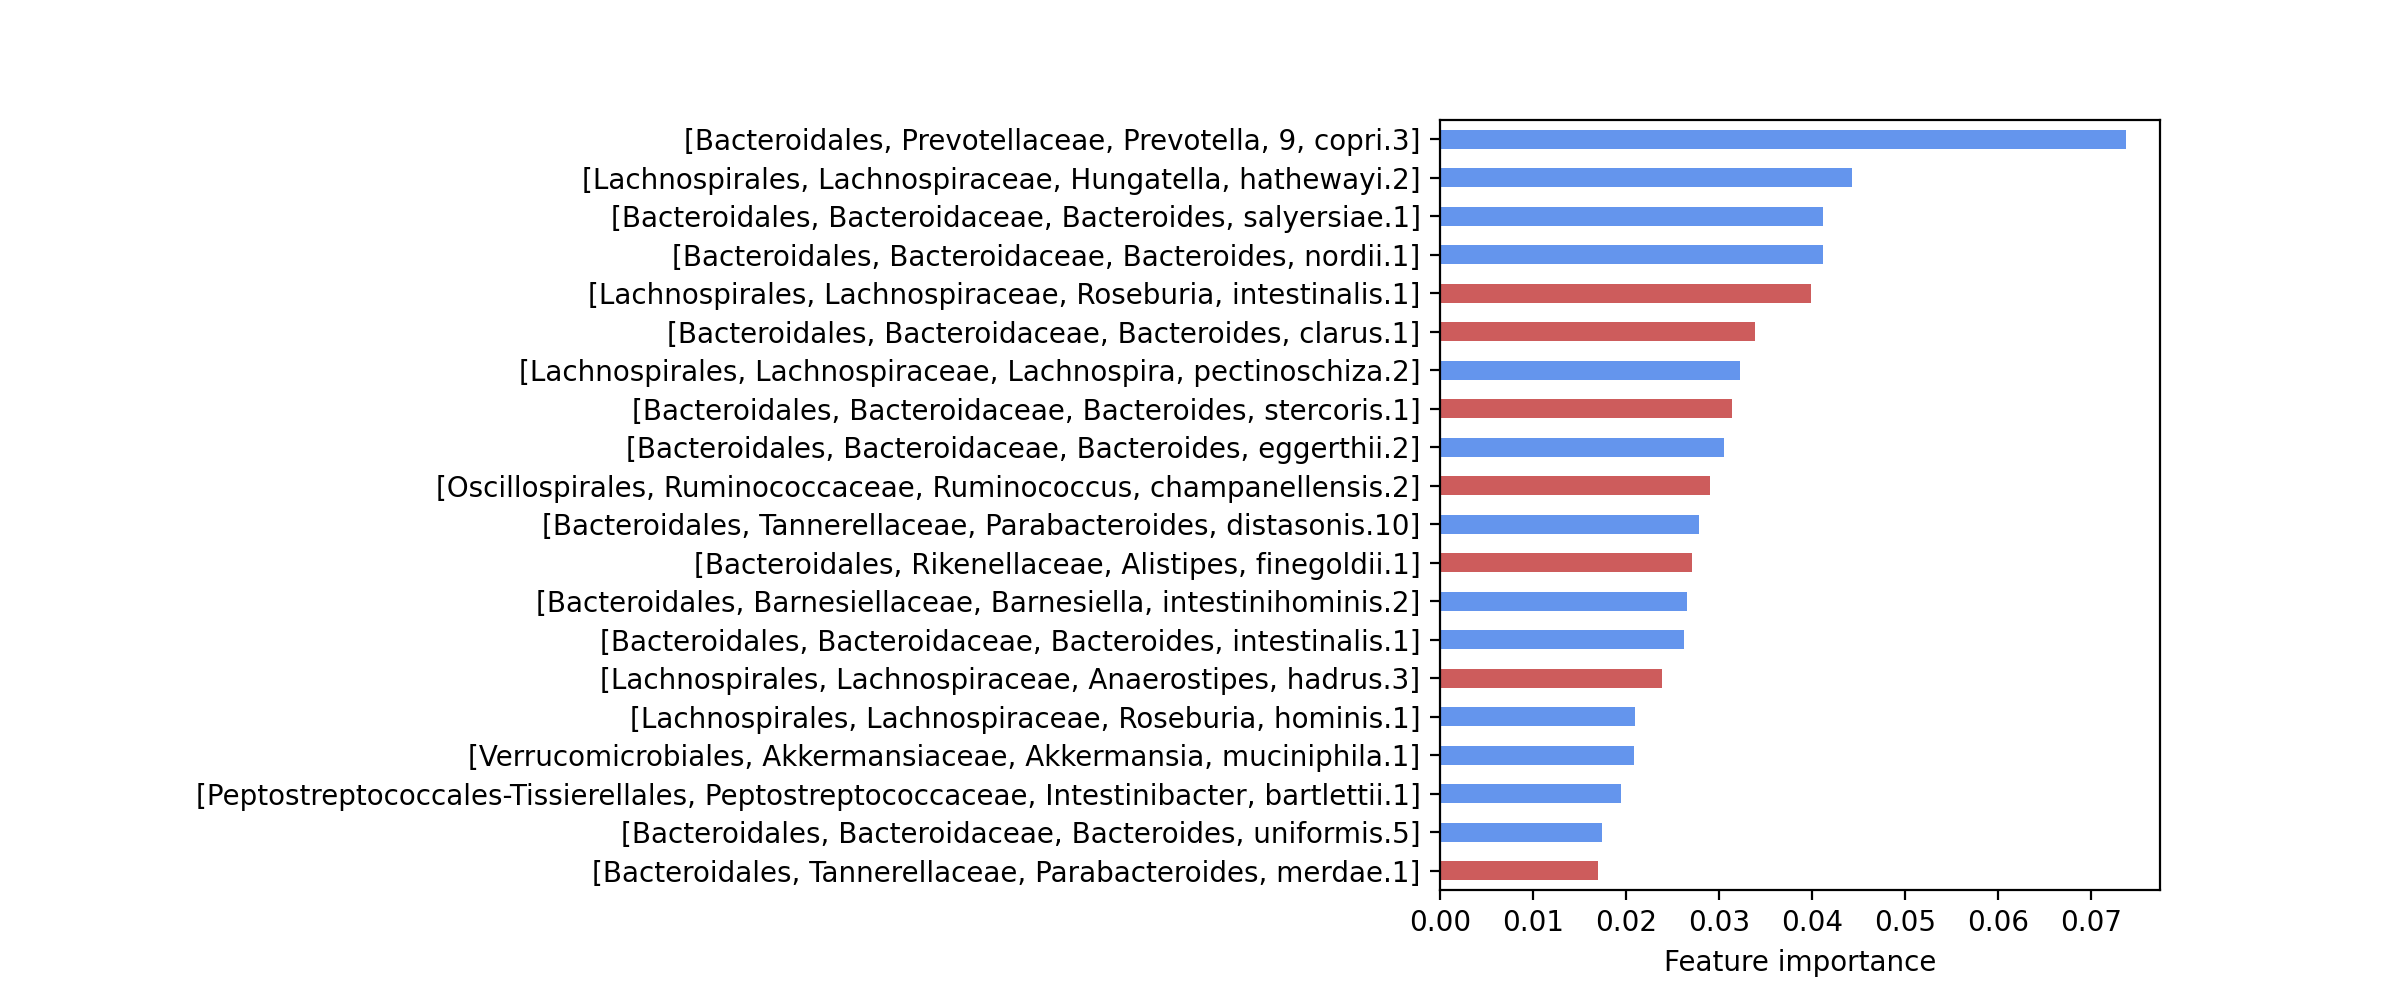 [Bacteroidales, Prevotellaceae, Prevotella, 9, copri.3]
[Lachnospirales, Lachnospiraceae, Hungatella, hathewayi.2]
[Bacteroidales, Bacteroidaceae, Bacteroides, salyersiae.1]
[Bacteroidales, Bacteroidaceae, Bacteroides, nordii.1]
[Lachnospirales, Lachnospiraceae, Roseburia, intestinalis.1]
[Bacteroidales, Bacteroidaceae, Bacteroides, clarus.1]
[Lachnospirales, Lachnospiraceae, Lachnospira, pectinoschiza.2]
[Bacteroidales, Bacteroidaceae, Bacteroides, stercoris.1]
[Bacteroidales, Bacteroidaceae, Bacteroides, eggerthii.2]
[Oscillospirales, Ruminococcaceae, Ruminococcus, champanellensis.2]
[Bacteroidales, Tannerellaceae, Parabacteroides, distasonis.10]
[Bacteroidales, Rikenellaceae, Alistipes, finegoldii.1]
[Bacteroidales, Barnesiellaceae, Barnesiella, intestinihominis.2]
[Bacteroidales, Bacteroidaceae, Bacteroides, intestinalis.1]
[Lachnospirales, Lachnospiraceae, Anaerostipes, hadrus.3]
[Lachnospirales, Lachnospiraceae, Roseburia, hominis.1]
[Verrucomicrobiales, Akkermansiaceae, Akkermansia, muciniphila.1]
[Peptostreptococcales-Tissierellales, Peptostreptococcaceae, Intestinibacter, bartlettii.1]
[Bacteroidales, Bacteroidaceae, Bacteroides, uniformis.5]
[Bacteroidales, Tannerellaceae, Parabacteroides, merdae.1]
0.00 0.01 0.02 0.03 0.04 0.05 0.06 0.07
Feature importance